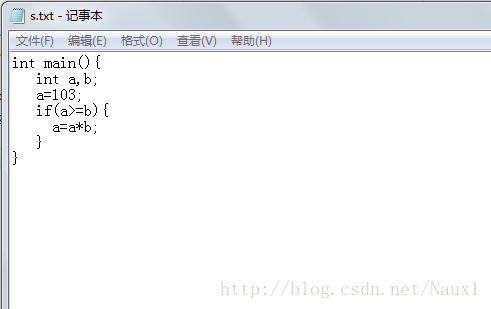 s.txt - 记事本
文件(F) 编辑(E) 格式(O) 查看(V) 帮助(H)
int main(){
   int a,b;
   a=103;
   if(a>=b){
     a=a*b;
   }
}
http://blog.csdn.net/Naux1